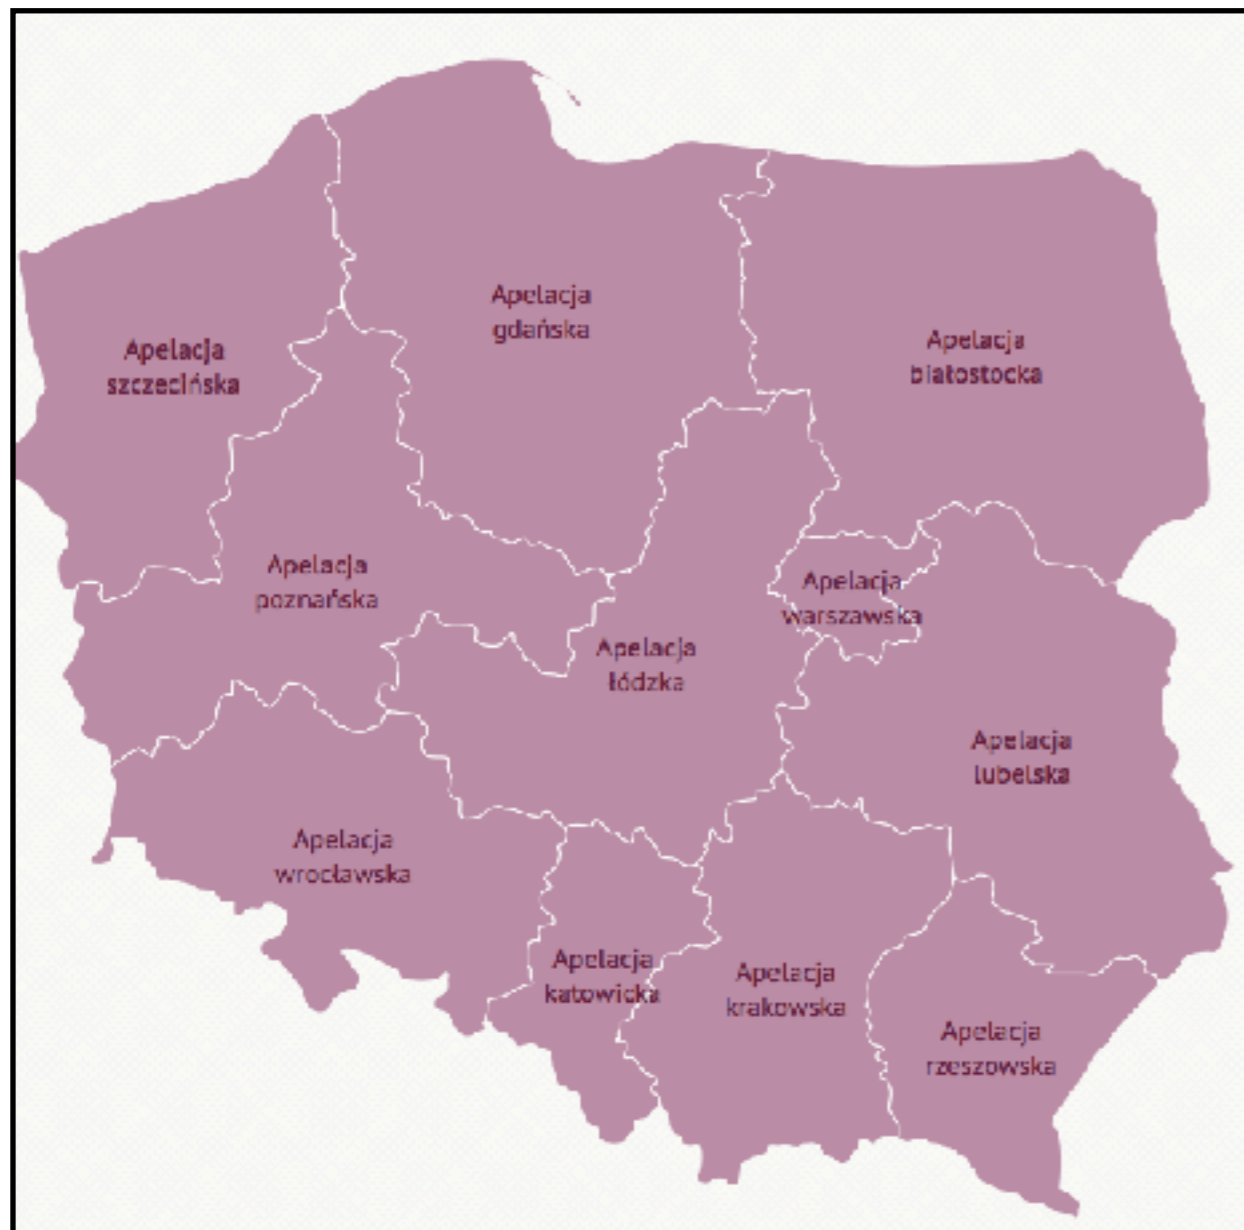 Apelacja
gdańska
Apelacja
szczecińska
Apelacja
białostocka
Apelacja
poznańska
Apelacja
warszawska
Apelacja
łódzka
Apelacja
lubelska
Apelacja
wrocławska
Apelacja
katowicka
Apelacja
krakowska
Apelacja
rzeszowska